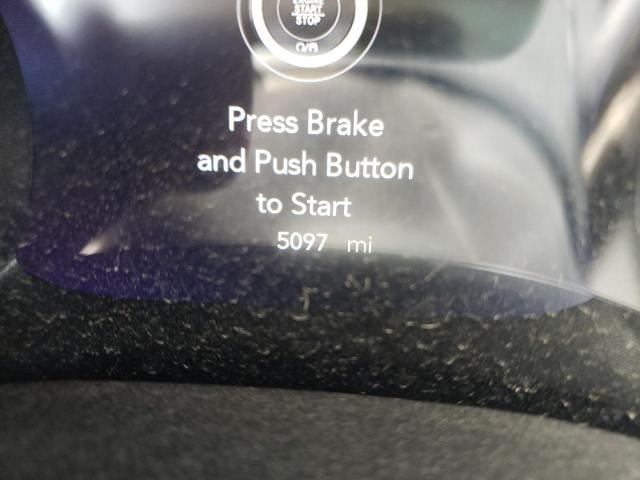 ENGINE
START
STOP
Press Brake
and Push Button
to Start
5097 mi